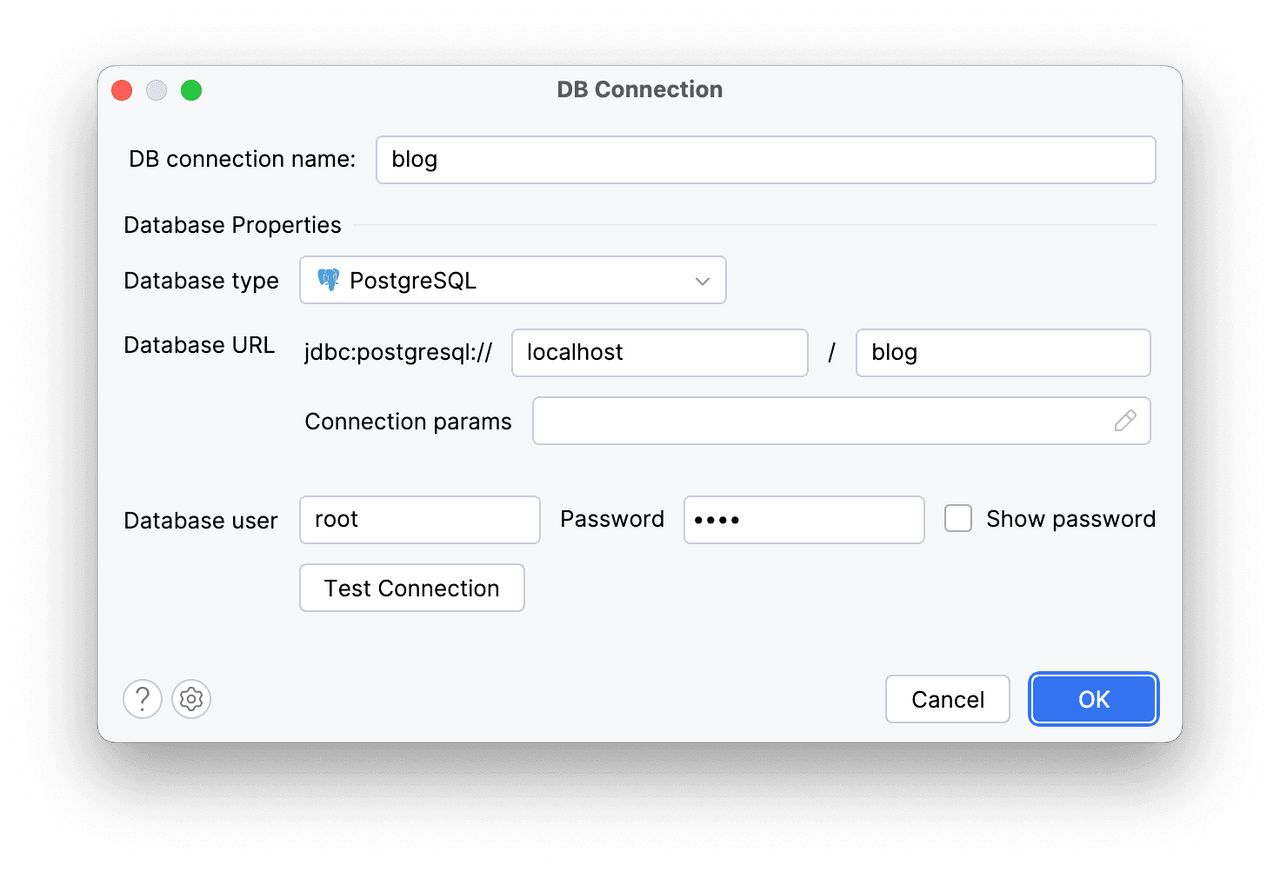 DB Connection
DB connection name: blog
Database Properties
Database type PostgreSQL
Database URL jdbc:postgresql:// localhost / blog
Connection params
Database user root Password •••• Show password
Test Connection
? Cancel OK